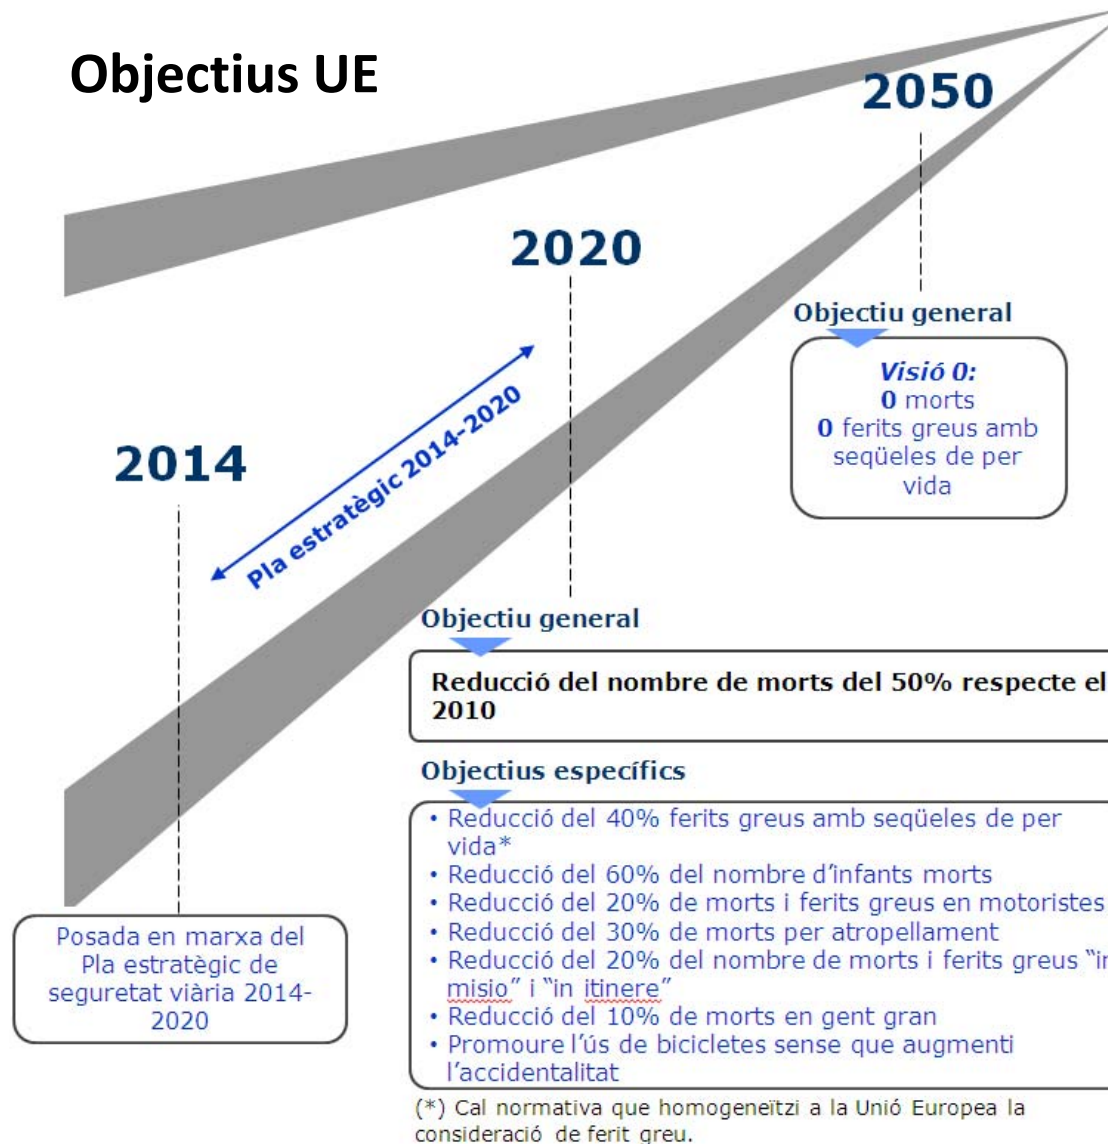 Objectius UE
2050
2020
Objectiu general
Visió 0:
0 morts
0 ferits greus amb
seqüeles de per
vida
2014
Pla estratègic 2014-2020
Objectiu general
Reducció del nombre de morts del 50% respecte el
2010
Objectius específics
• Reducció del 40% ferits greus amb seqüeles de per
vida*
• Reducció del 60% del nombre d'infants morts
• Reducció del 20% de morts i ferits greus en motoristes
• Reducció del 30% de morts per atropellament
• Reducció del 20% del nombre de morts i ferits greus "in
misio" i "in itinere"
• Reducció del 10% de morts en gent gran
• Promoure l'ús de bicicletes sense que augmenti
l'accidentalitat
Posada en marxa del
Pla estratègic de
seguretat viària 2014-
2020
(*) Cal normativa que homogeneïtzi a la Unió Europea la
consideració de ferit greu.